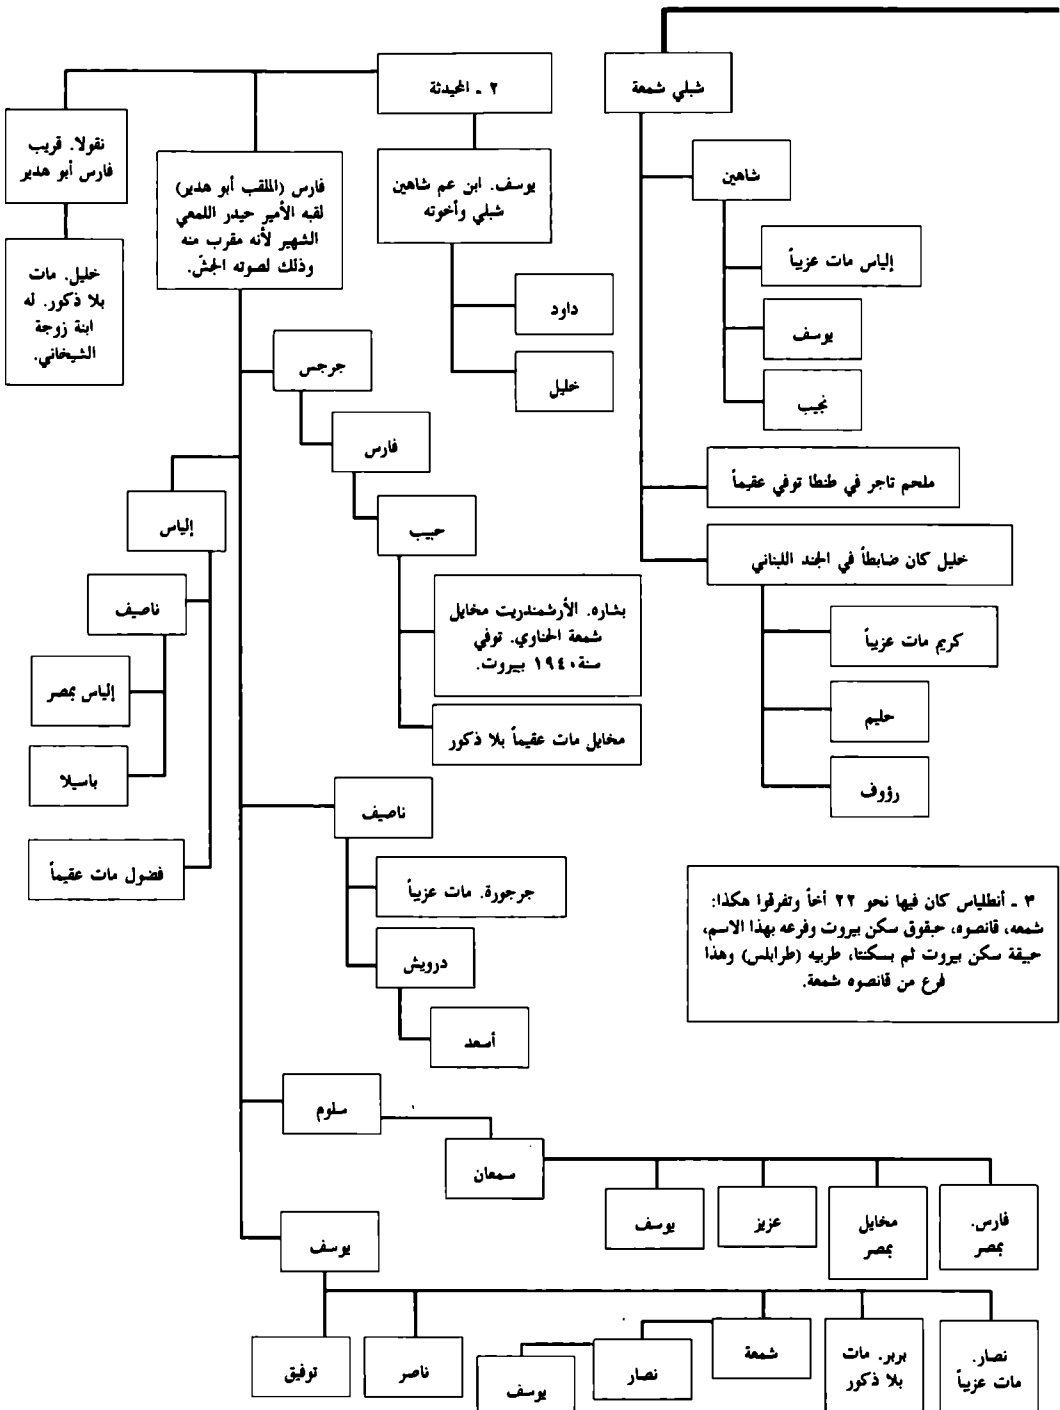 شبلي شمعة
شاهين
إلياس مات عزيباً
يوسف
نجيب
ملحم تاجر في طنطا توفي عقيماً
خليل كان ضابطاً في الجند اللبناني
كريم مات عزيباً
حليم
رؤوف
٢ ـ المحيدثة
يوسف. ابن عم شاهين
شبلي وأخوته
داود
خليل
فارس (الملقب أبو هدير)
لقبه الأمير حيدر اللمعي
الشهير لأنه مقرب منه
وذلك لصوته الجشّ.
نقولا. قريب
فارس أبو هدير
خليل. مات
بلا ذكور. له
ابنة زوجة
الشيخاني.
جرجس
فارس
حبيب
بشاره. الأرشمندريت مخايل
شمعة الحناوي. توفي
سنة ١٩٤٠ بيروت.
مخايل مات عقيماً بلا ذكور
إلياس
ناصيف
إلياس بمصر
باسيلا
فضول مات عقيماً
ناصيف
جرجورة. مات عزيباً
درويش
أسعد
٣ ـ أنطلياس كان فيها نحو ٢٢ أخاً وتفرقوا هكذا:
شمعه، قانصوه، حبقوق سكن بيروت وفرعه بهذا الاسم،
حبيقة سكن بيروت ثم بسكنتا، طربيه (طرابلس) وهذا
فرع من قانصوه شمعة.
سلوم
سمعان
فارس.
بمصر
مخايل
بمصر
عزيز
يوسف
يوسف
نصار.
مات عزيباً
بربر. مات
بلا ذكور
شمعة
نصار
يوسف
ناصر
توفيق